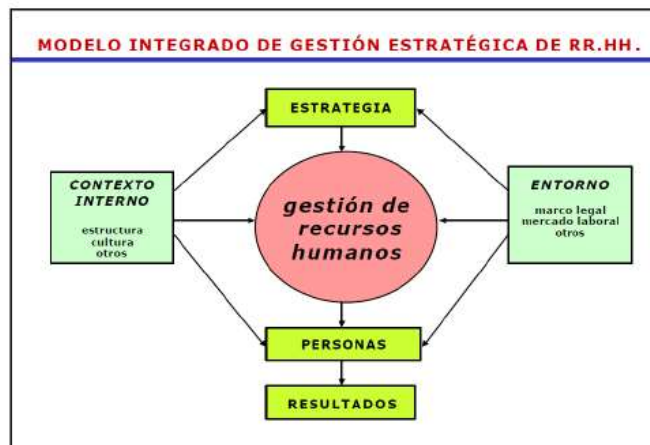 MODELO INTEGRADO DE GESTIÓN ESTRATÉGICA DE RR.HH.
ESTRATEGIA
CONTEXTO
INTERNO
estructura
cultura
otros
gestión de
recursos
humanos
ENTORNO
marco legal
mercado laboral
otros
PERSONAS
RESULTADOS